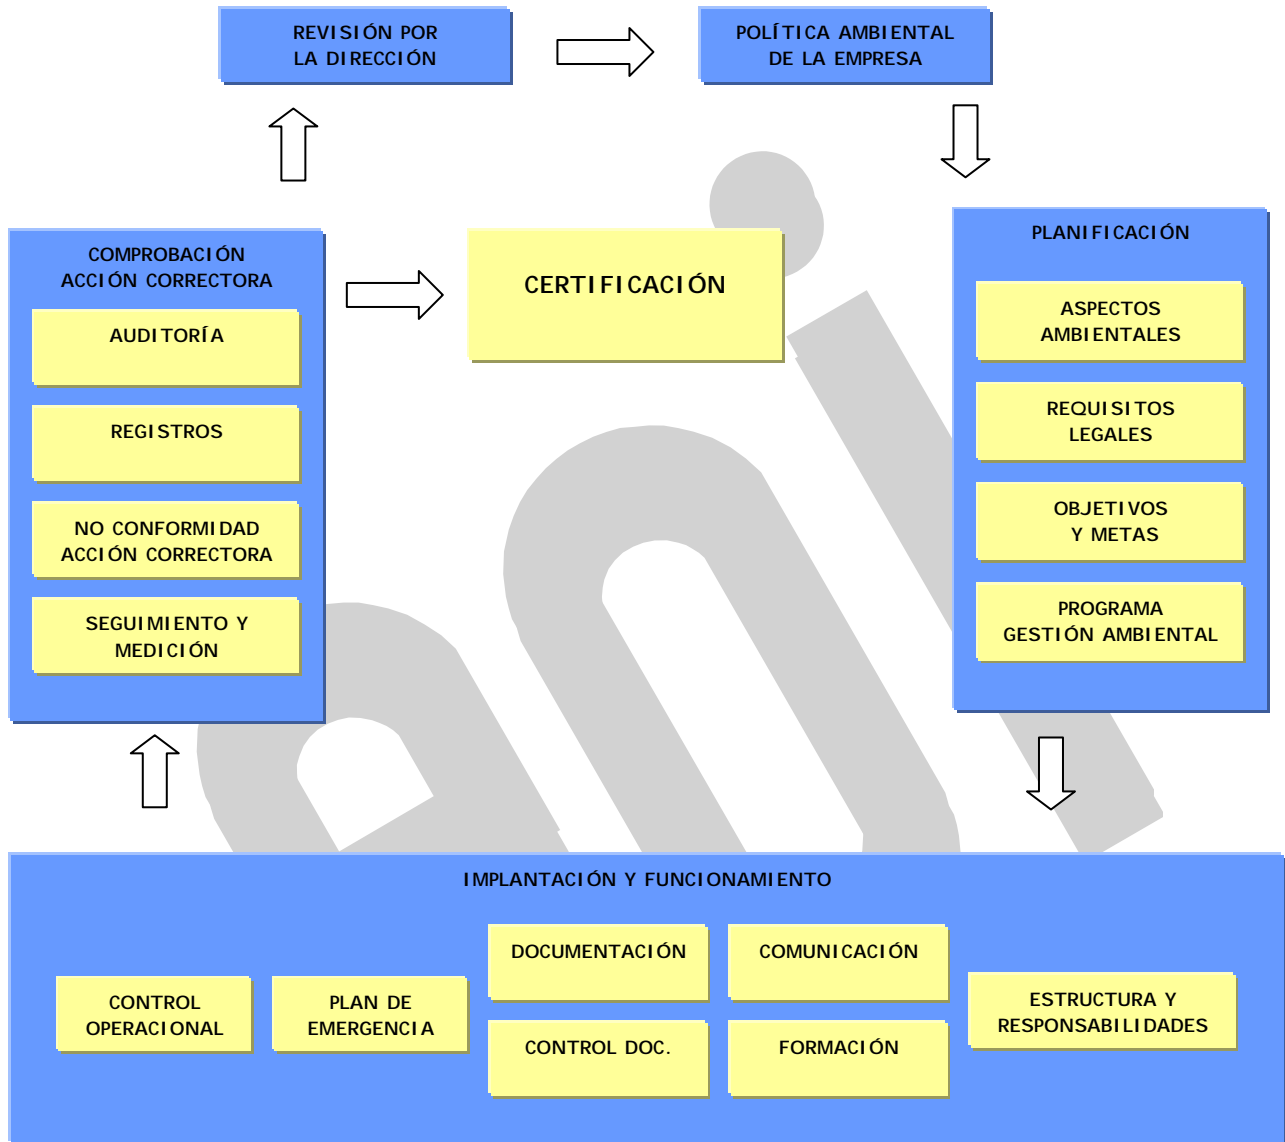 REVISIÓN POR
LA DIRECCIÓN
POLÍTICA AMBIENTAL
DE LA EMPRESA
COMPROBACIÓN
ACCIÓN CORRECTORA
AUDITORÍA
REGISTROS
NO CONFORMIDAD
ACCIÓN CORRECTORA
SEGUIMIENTO Y
MEDICIÓN
CERTIFICACIÓN
PLANIFICACIÓN
ASPECTOS
AMBIENTALES
REQUISITOS
LEGALES
OBJETIVOS
Y METAS
PROGRAMA
GESTIÓN AMBIENTAL
IMPLANTACIÓN Y FUNCIONAMIENTO
CONTROL
OPERACIONAL
PLAN DE
EMERGENCIA
DOCUMENTACIÓN
COMUNICACIÓN
CONTROL DOC.
FORMACIÓN
ESTRUCTURA Y
RESPONSABILIDADES